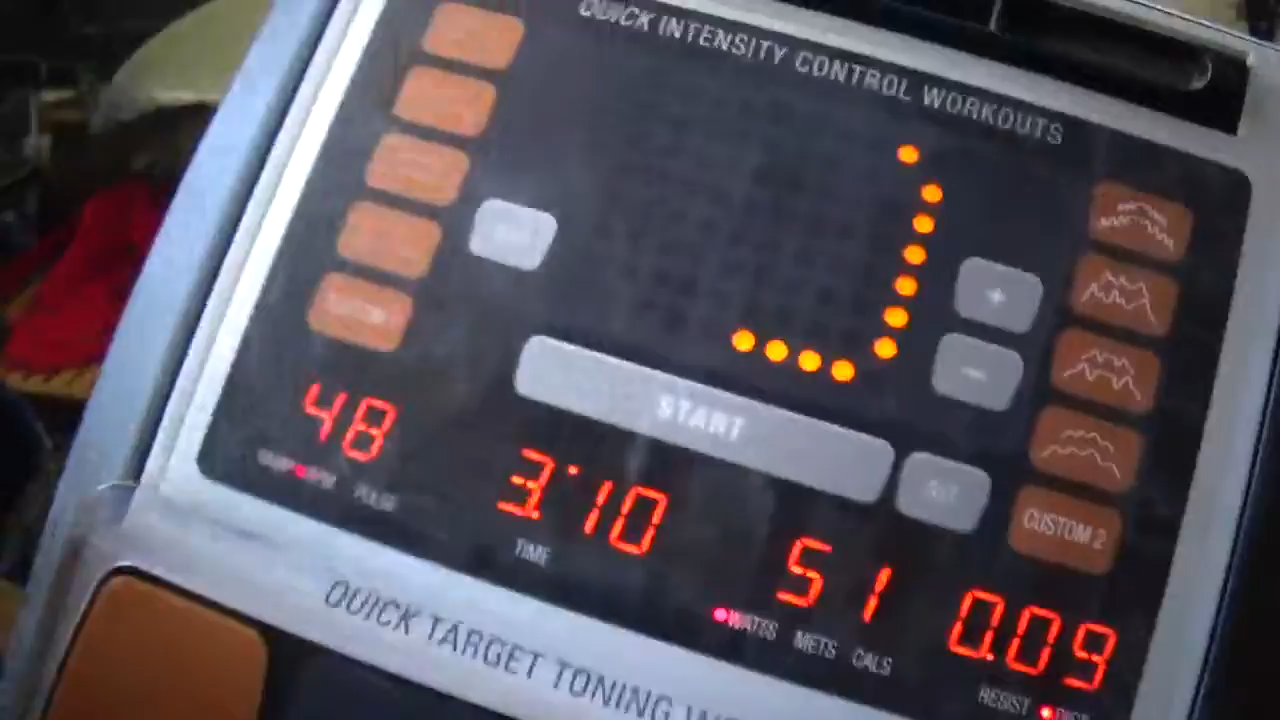 QUICK INTENSITY CONTROL WORKOUTS
+
-
START
CUSTOM 2
48
3:10
51
0.09
PULSE
TIME
WATTS METS CALS
RESIST
QUICK TARGET TONING